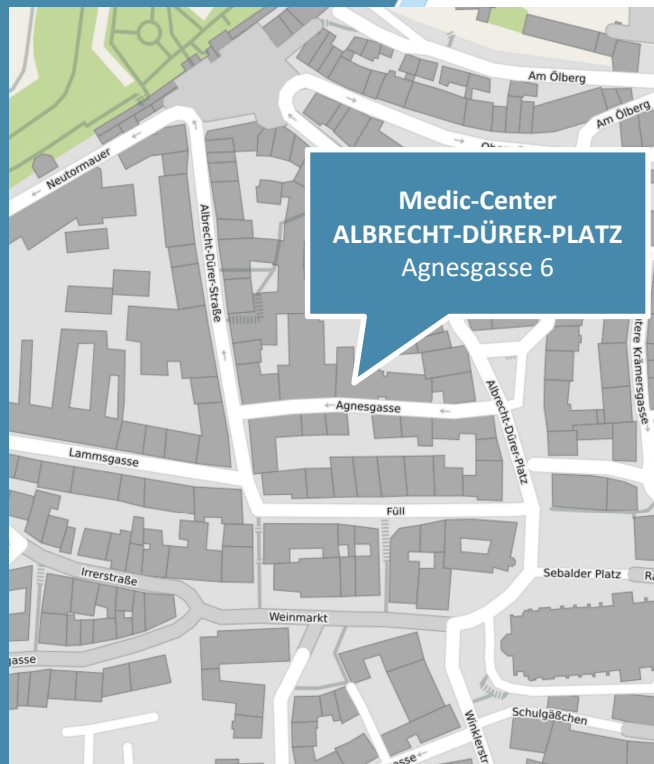 Am Ölberg
Am Ölberg
Neutormauer
Medic-Center
ALBRECHT-DÜRER-PLATZ
Agnesgasse 6
Albrecht-Dürer-Straße
Krämersgasse
Agnesgasse
Albrecht-Dürer-Platz
Lammsgasse
Füll
Irrerstraße
Sebalder Platz
Weinmarkt
Schulgäßchen